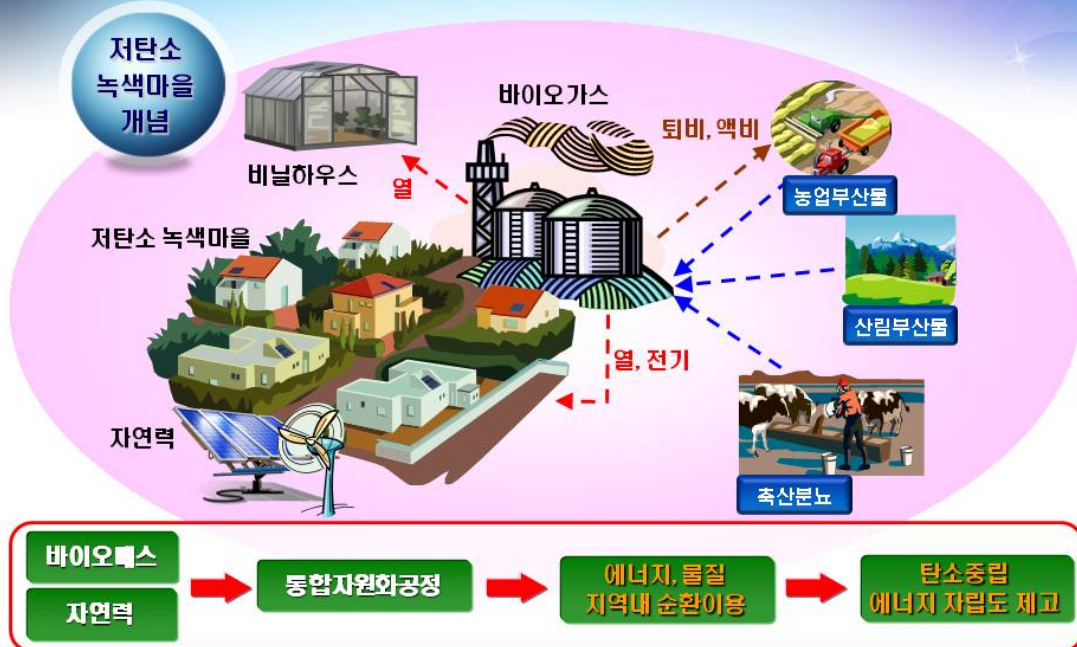 저탄소
녹색마을
개념
바이오가스
퇴비, 액비
비닐하우스
열
농업부산물
저탄소 녹색마을
산림부산물
열, 전기
자연력
축산분뇨
바이오매스
자연력
통합자원화공정
에너지, 물질
지역내 순환이용
탄소중립
에너지 자립도 제고